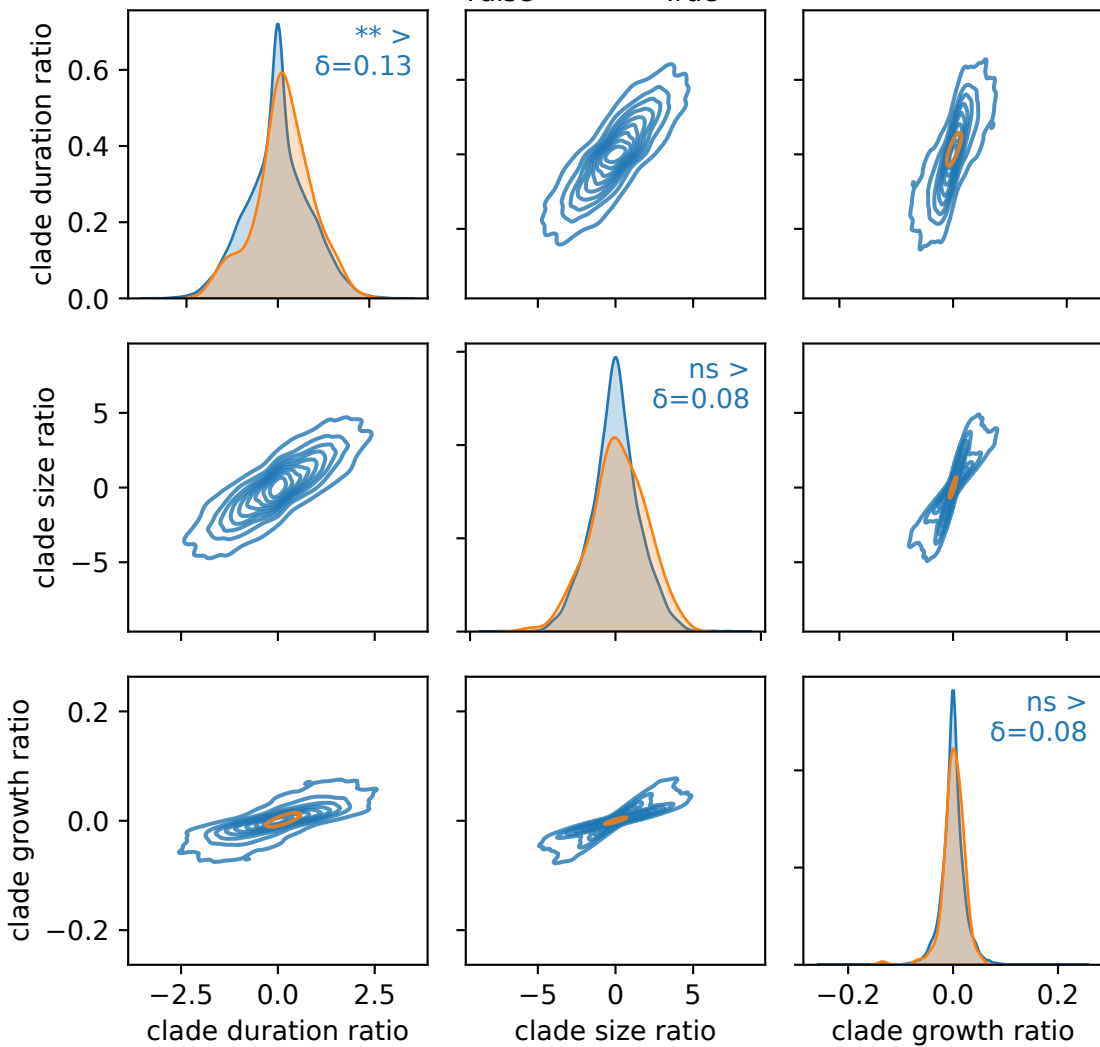 clade duration ratio
0.6
0.4
0.2
0.0
** >
δ=0.13
clade size ratio
5
0
−5
ns >
δ=0.08
clade growth ratio
0.2
0.0
−0.2
ns >
δ=0.08
−2.5 0.0 2.5
−5 0 5
−0.2 0.0 0.2
clade duration ratio
clade size ratio
clade growth ratio